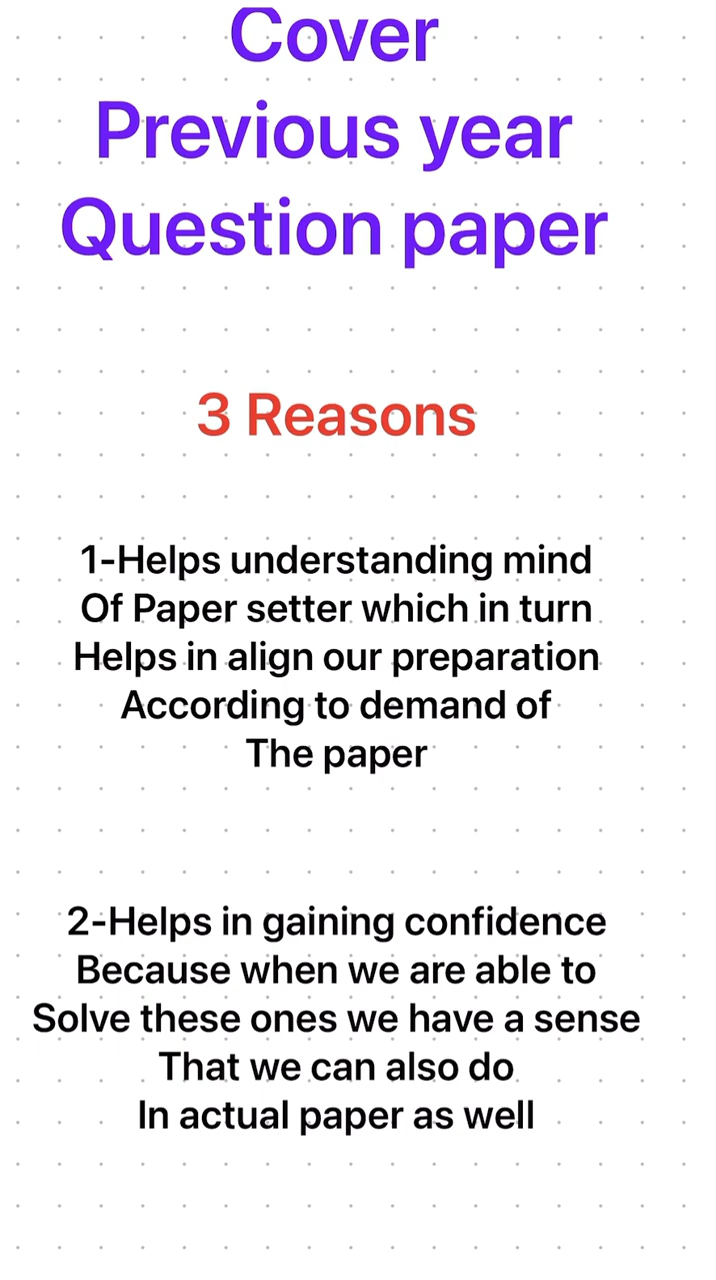 Cover
Previous year
Question paper
3 Reasons
1-Helps understanding mind
Of Paper setter which in turn
Helps in align our preparation
According to demand of
The paper
2-Helps in gaining confidence
Because when we are able to
Solve these ones we have a sense
That we can also do
In actual paper as well